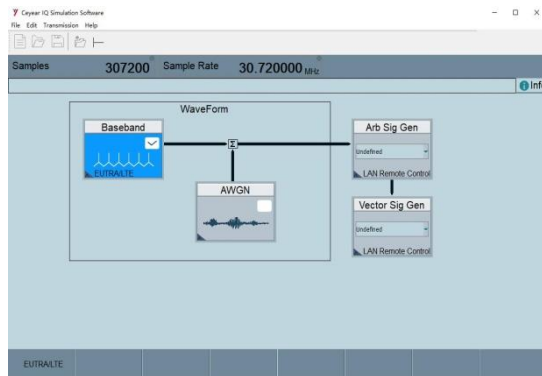 Ceyear IQ Simulation Software
File Edit Transmission Help
Samples 307200 Sample Rate 30.720000 MHz
Inf
WaveForm
Baseband
EUTRA/LTE
Σ
AWGN
Arb Sig Gen
Undefined
LAN Remote Control
Vector Sig Gen
Undefined
LAN Remote Control
EUTRA/LTE